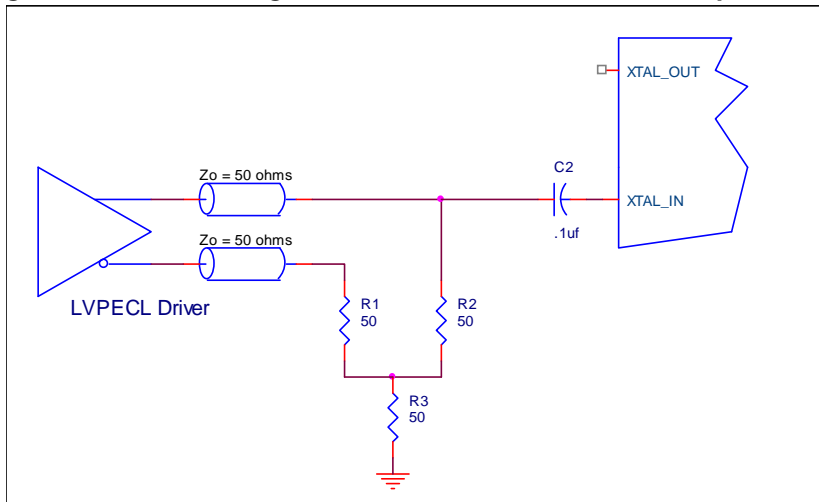 XTAL_OUT
Zo = 50 ohms
C2
XTAL_IN
.1uf
Zo = 50 ohms
LVPECL Driver
R1
50
R2
50
R3
50